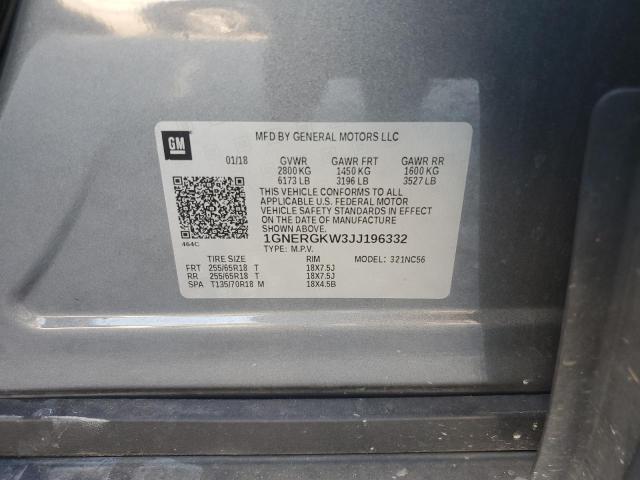 GM
MFD BY GENERAL MOTORS LLC
01/18 GVWR GAWR FRT GAWR RR
2800 KG 1450 KG 1600 KG
6173 LB 3196 LB 3527 LB
THIS VEHICLE CONFORMS TO ALL
APPLICABLE U.S. FEDERAL MOTOR
VEHICLE SAFETY STANDARDS IN EFFECT
ON THE DATE OF MANUFACTURE
SHOWN ABOVE.
464C
1GNERGKW3JJ196332
TYPE: M.P.V. MODEL: 321NC56
TIRE SIZE RIM
FRT 255/65R18 T 18X7.5J
RR 255/65R18 T 18X7.5J
SPA T135/70R18 M 18X4.5B